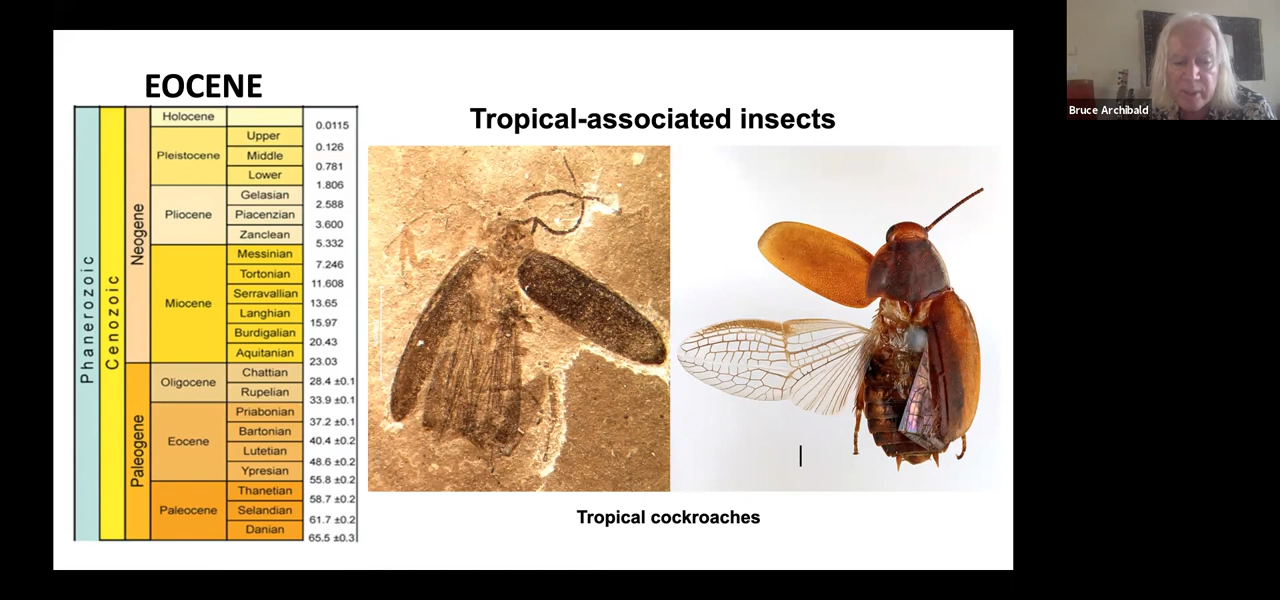 EOCENE
Tropical-associated insects
Phanerozoic
Cenozoic
Neogene
Paleogene
Holocene
0.0115
Pleistocene
Upper
0.126
Middle
0.781
Lower
1.806
Pliocene
Gelasian
2.588
Piacenzian
3.600
Zanclean
5.332
Miocene
Messinian
7.246
Tortonian
11.608
Serravallian
13.65
Langhian
15.97
Burdigalian
20.43
Aquitanian
23.03
Oligocene
Chattian
28.4 ±0.1
Rupelian
33.9 ±0.1
Eocene
Priabonian
37.2 ±0.1
Bartonian
40.4 ±0.2
Lutetian
48.6 ±0.2
Ypresian
55.8 ±0.2
Paleocene
Thanetian
58.7 ±0.2
Selandian
61.7 ±0.2
Danian
65.5 ±0.3
Tropical cockroaches
Bruce Archibald